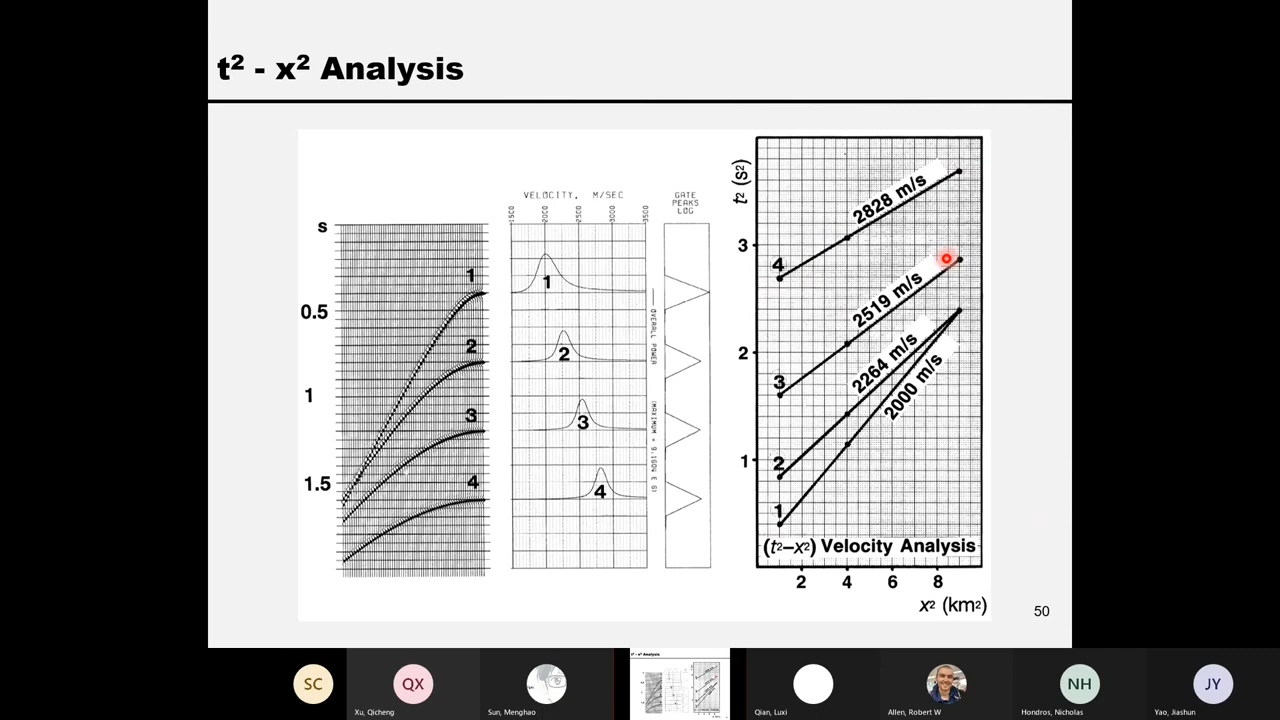 t² - x² Analysis
VELOCITY, M/SEC
GATE
PEAKS
LOG
1500
2000
2500
3000
3500
s
0.5
1
1.5
1
2
3
4
1
2
3
4
OVERALL POWER
t² (s²)
3
2
1
4
3
2
1
2828 m/s
2519 m/s
2264 m/s
2000 m/s
(t²–x²) Velocity Analysis
2 4 6 8
x² (km²)
50
SC
QX
NH
JY
Xu, Qicheng
Sun, Menghao
Qian, Luxi
Allen, Robert W
Hondros, Nicholas
Yao, Jiashun